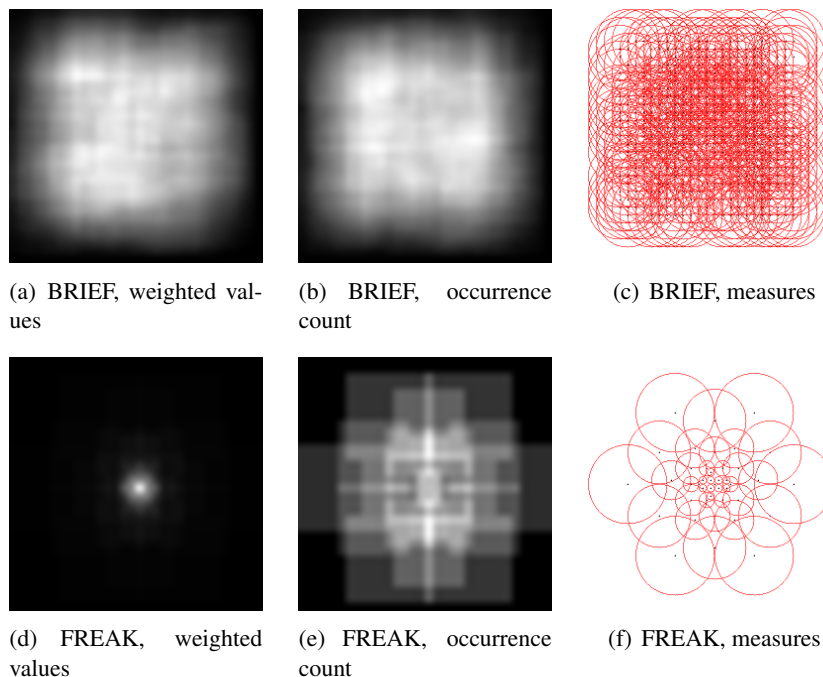 (a) BRIEF, weighted val-
ues
(b) BRIEF, occurrence
count
(c) BRIEF, measures
(d) FREAK, weighted
values
(e) FREAK, occurrence
count
(f) FREAK, measures